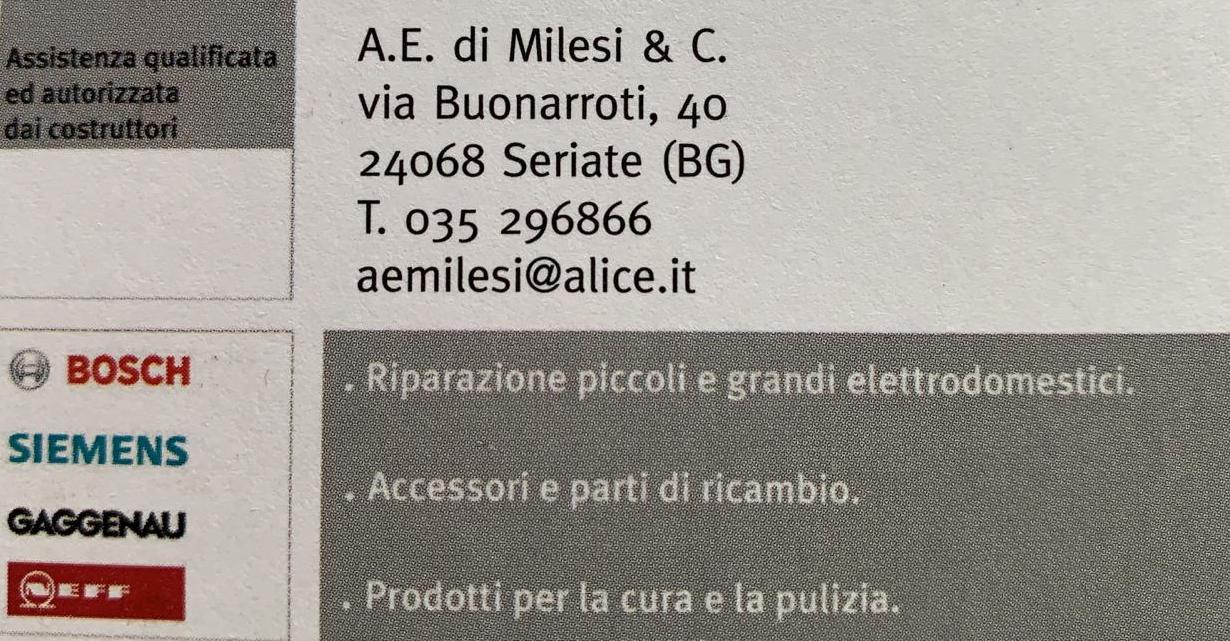 Assistenza qualificata
ed autorizzata
dai costruttori
A.E. di Milesi & C.
via Buonarroti, 40
24068 Seriate (BG)
T. 035 296866
aemilesi@alice.it
BOSCH
SIEMENS
GAGGENAU
NEFF
. Riparazione piccoli e grandi elettrodomestici.
. Accessori e parti di ricambio.
. Prodotti per la cura e la pulizia.